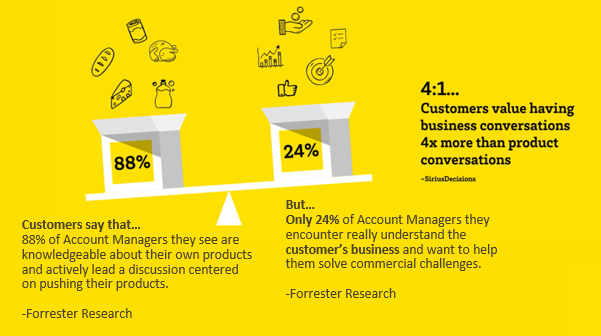 88%
24%
4:1...
Customers value having
business conversations
4x more than product
conversations
~SiriusDecisions
Customers say that...
88% of Account Managers they see are
knowledgeable about their own products
and actively lead a discussion centered
on pushing their products.
-Forrester Research
But...
Only 24% of Account Managers they
encounter really understand the
customer's business and want to help
them solve commercial challenges.
-Forrester Research